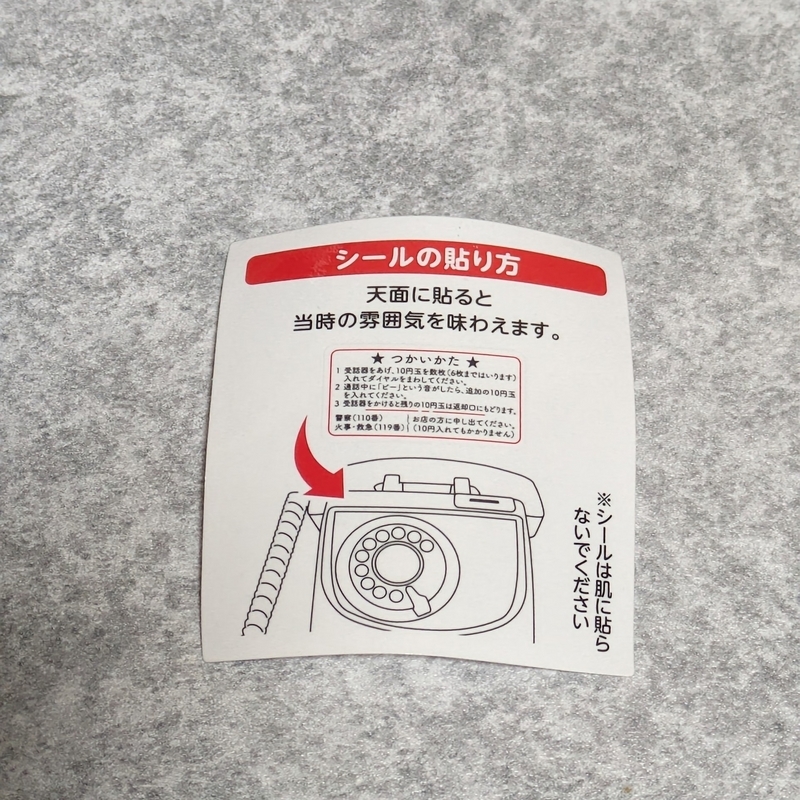 シールの貼り方
天面に貼ると
当時の雰囲気を味わえます。
★ つかいかた ★
1 受話器をあげ、10円玉を数枚(6枚まではいります)
入れてダイヤルをまわしてください。
2 通話中に「ピー」という音がしたら、追加の10円玉
を入れてください。
3 受話器をかけると残りの10円玉は返却口にもどります。
警察(110番)
火事・救急(119番)
お店の方に申し出てください。
(10円入れてもかかりません)
※シールは肌に貼ら
ないでください